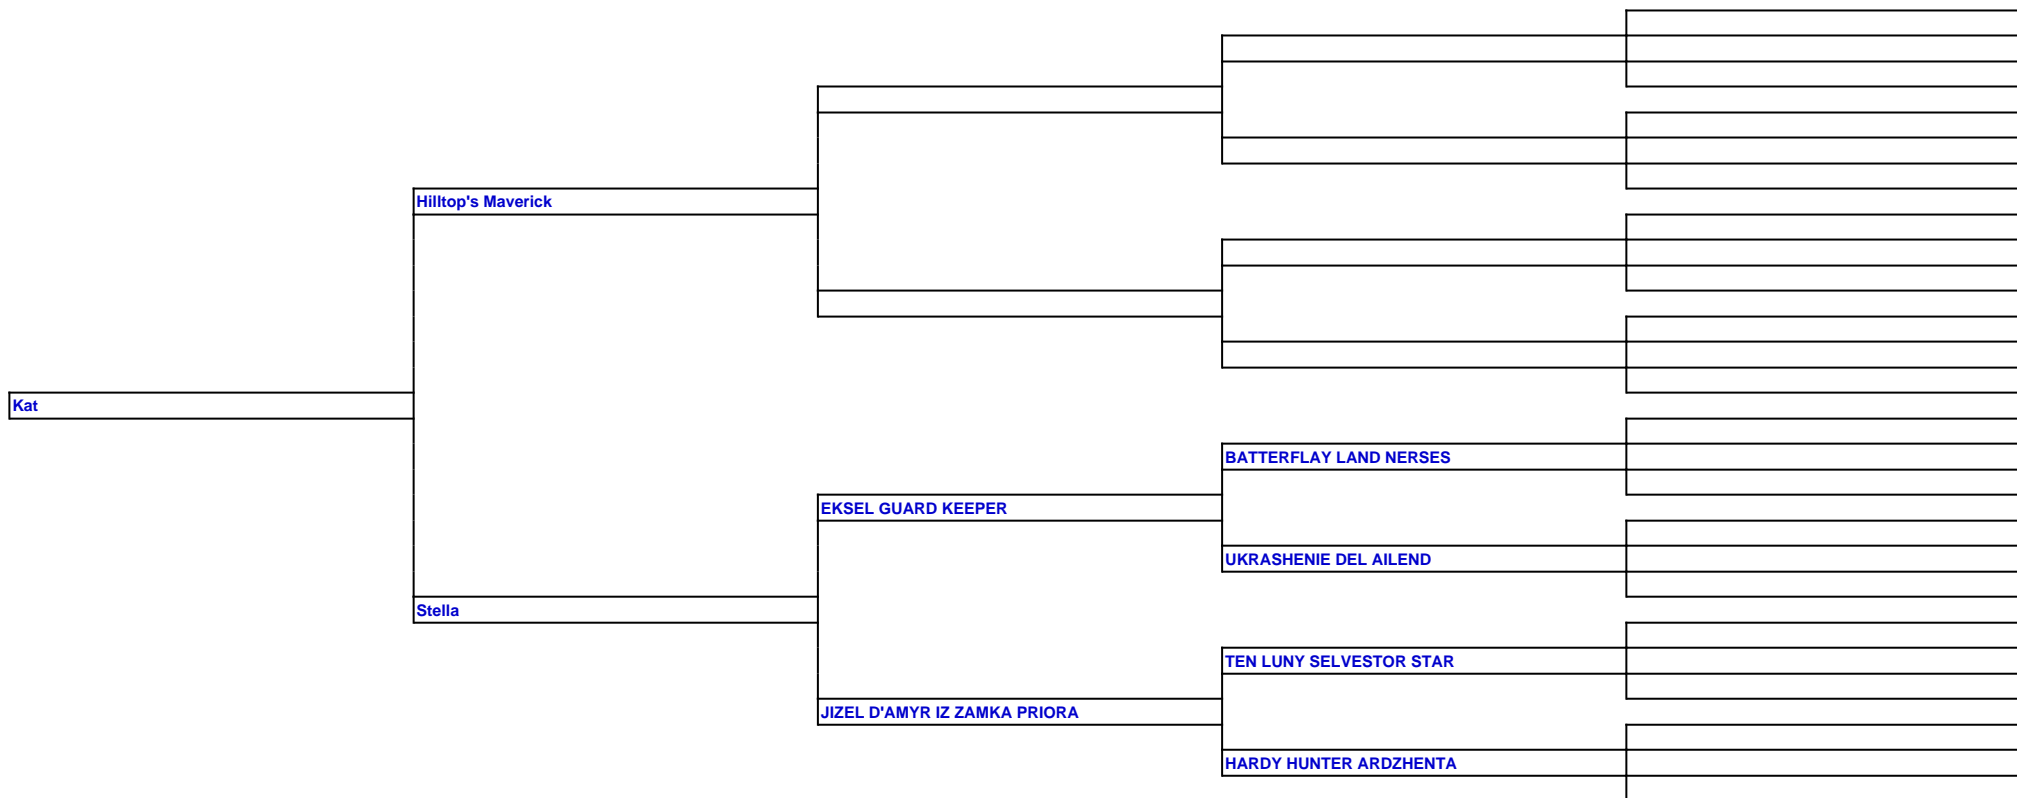 Hilltop's Maverick
Kat
BATTERFLAY LAND NERSES
EKSEL GUARD KEEPER
UKRASHENIE DEL AILEND
Stella
TEN LUNY SELVESTOR STAR
JIZEL D'AMYR IZ ZAMKA PRIORA
HARDY HUNTER ARDZHENTA